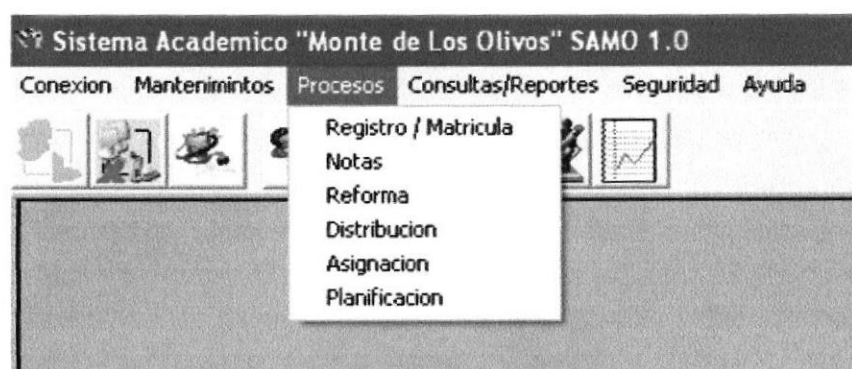 Sistema Academico "Monte de Los Olivos" SAMO 1.0
Conexion Mantenimintos Procesos Consultas/Reportes Seguridad Ayuda
Registro / Matricula
Notas
Reforma
Distribucion
Asignacion
Planificacion